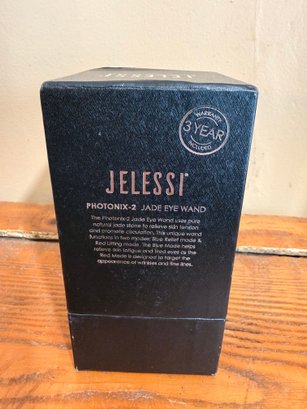 JELESSI
WARRANTY
3 YEAR
INCLUDED
JELESSI
PHOTONIX-2 JADE EYE WAND
The Photonix-2 Jade Eye Wand uses pure
natural jade stone to relieve skin tension
and promote circulation. This unique wand
functions in two modes: Blue Relief mode &
Red Lifting mode. The Blue Mode helps
relieve skin fatigue and tired eyes as the
Red Mode is designed to target the
appearance of wrinkles and fine lines.